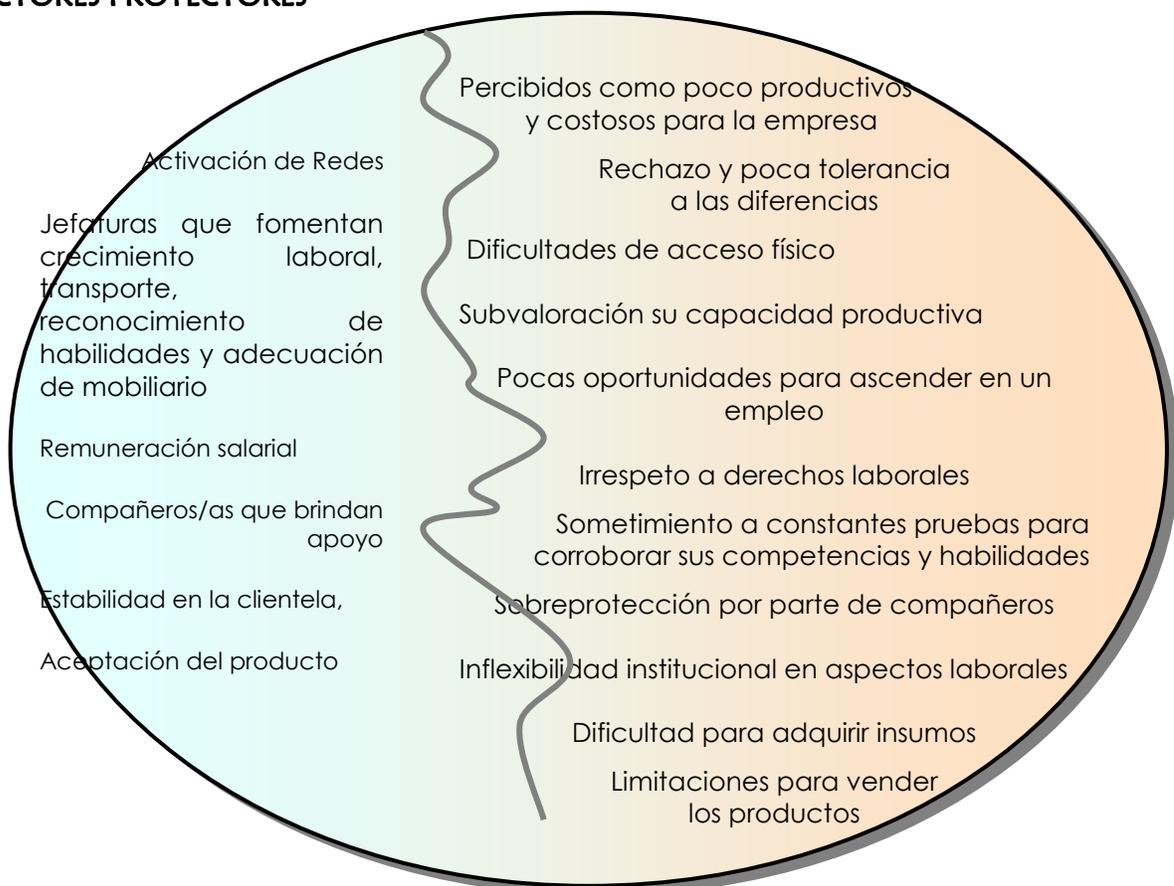 Activación de Redes
Jefaturas que fomentan
crecimiento laboral,
transporte,
reconocimiento de
habilidades y adecuación
de mobiliario
Remuneración salarial
Compañeros/as que brindan
apoyo
Estabilidad en la clientela,
Aceptación del producto
Percibidos como poco productivos
y costosos para la empresa
Rechazo y poca tolerancia
a las diferencias
Dificultades de acceso físico
Subvaloración su capacidad productiva
Pocas oportunidades para ascender en un
empleo
Irrespeto a derechos laborales
Sometimiento a constantes pruebas para
corroborar sus competencias y habilidades
Sobreprotección por parte de compañeros
Inflexibilidad institucional en aspectos laborales
Dificultad para adquirir insumos
Limitaciones para vender
los productos